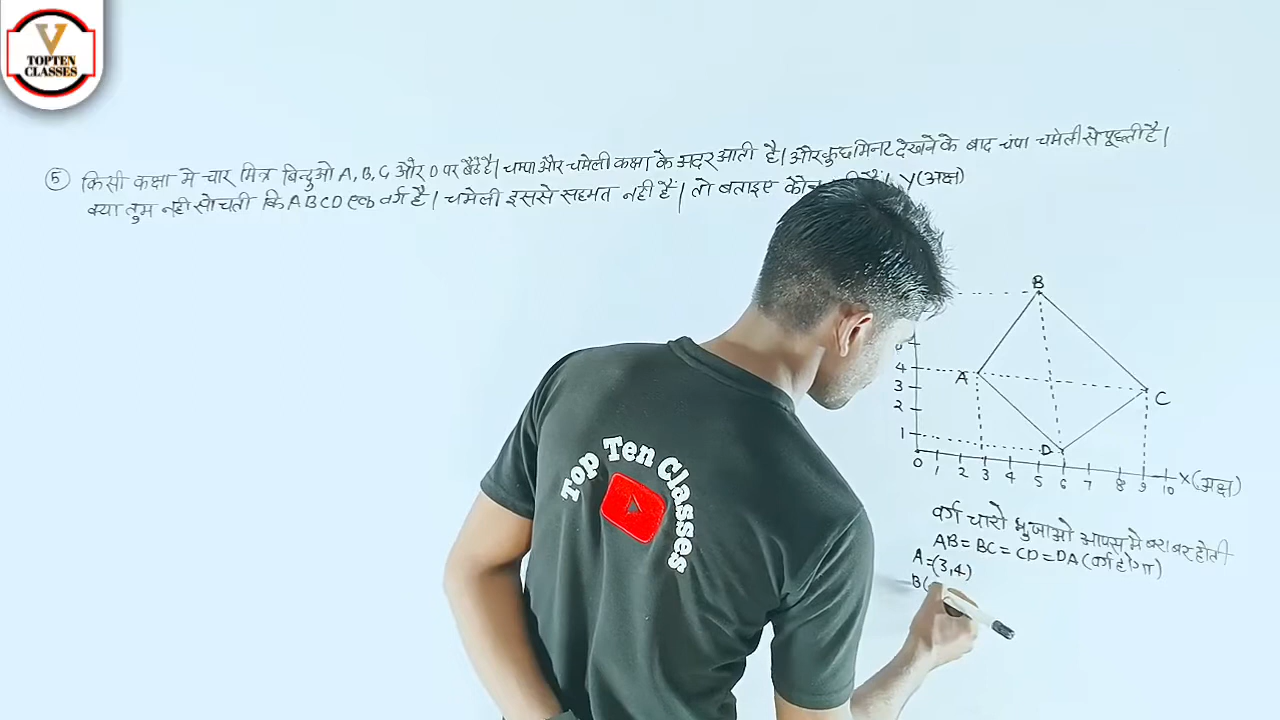 V
TOPTEN
CLASSES
⑤ किसी कक्षा मे चार मित्र बिन्दुओ A, B, C और D पर बैठे है। चम्पा और चमेली कक्षा के अन्दर आती है। और कुछ मिनट देखने के बाद चंपा चमेली से पूछती है।
क्या तुम नही सोचती कि ABCD एक वर्ग है। चमेली इससे सहमत नही है। तो बताइए कौन
Y(अक्ष)
B
4
3
2
1
A
C
D
0 1 2 3 4 5 6 7 8 9 10 X(अक्ष)
वर्ग चारो भुजाओ आपस मे बराबर होती
AB = BC = CD = DA (वर्ग होगा)
A=(3,4)
B(
Top Ten Classes